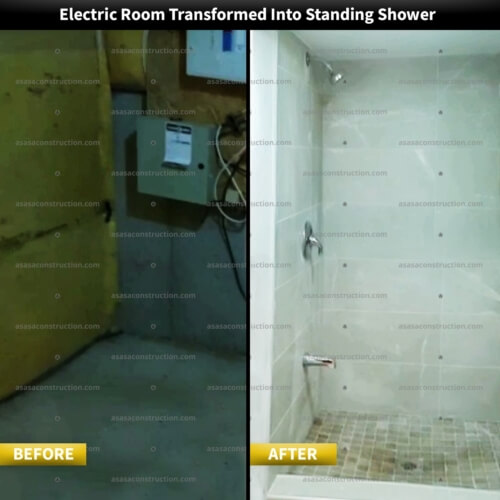 Electric Room Transformed Into Standing Shower
asasaconstruction.com
BEFORE
AFTER